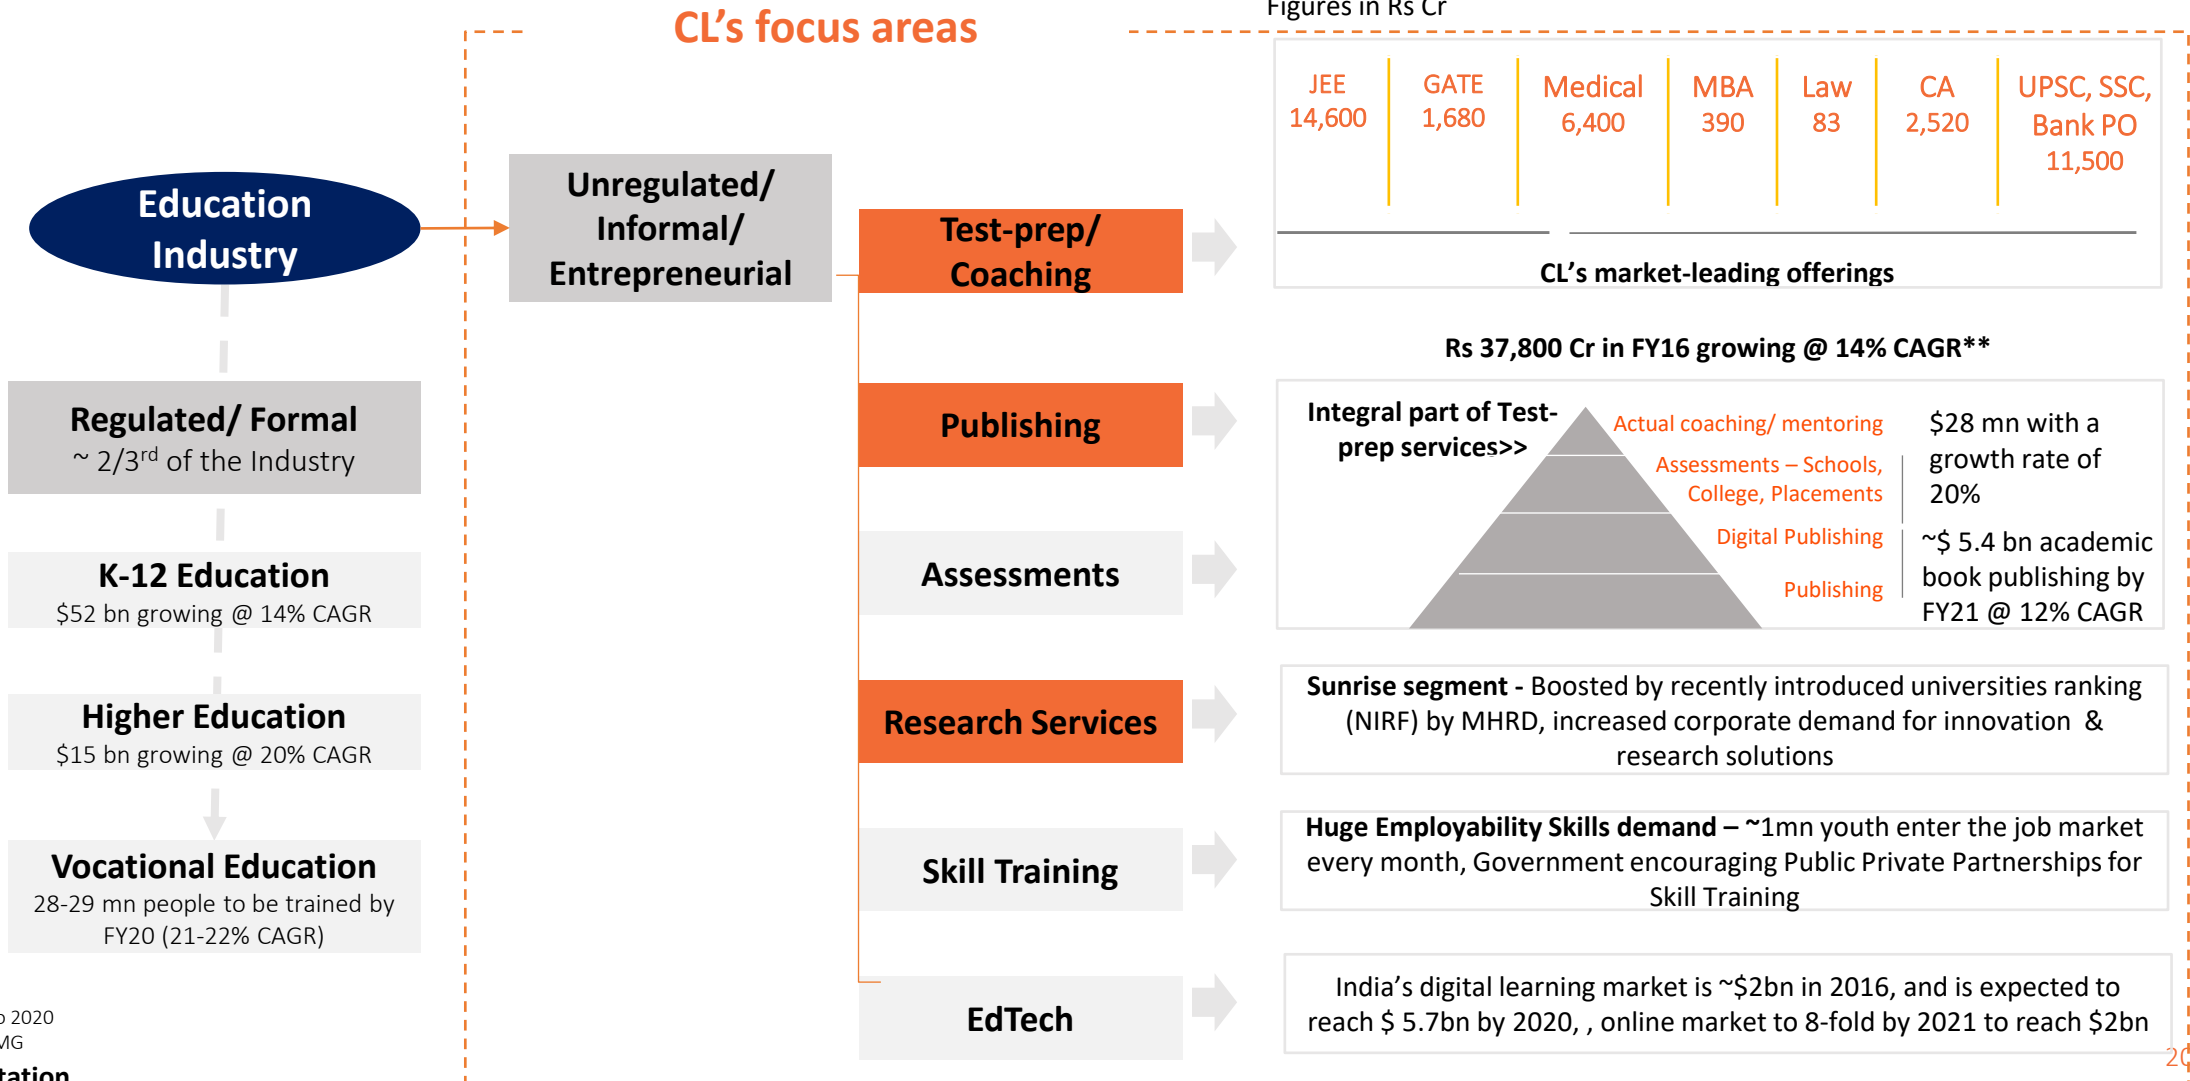 CL’s focus areas
Figures in Rs Cr
JEE
14,600
GATE
1,680
Medical
6,400
MBA
390
Law
83
CA
2,520
UPSC, SSC,
Bank PO
11,500
CL’s market-leading offerings
Education
Industry
Unregulated/
Informal/
Entrepreneurial
Test-prep/
Coaching
Rs 37,800 Cr in FY16 growing @ 14% CAGR**
Regulated/ Formal
~ 2/3rd of the Industry
Publishing
Integral part of Test-
prep services>>
Actual coaching/ mentoring
Assessments – Schools,
College, Placements
Digital Publishing
Publishing
$28 mn with a
growth rate of
20%
~$ 5.4 bn academic
book publishing by
FY21 @ 12% CAGR
K-12 Education
$52 bn growing @ 14% CAGR
Assessments
Higher Education
$15 bn growing @ 20% CAGR
Research Services
Sunrise segment - Boosted by recently introduced universities ranking
(NIRF) by MHRD, increased corporate demand for innovation &
research solutions
Vocational Education
28-29 mn people to be trained by
FY20 (21-22% CAGR)
Skill Training
Huge Employability Skills demand – ~1mn youth enter the job market
every month, Government encouraging Public Private Partnerships for
Skill Training
EdTech
India’s digital learning market is ~$2bn in 2016, and is expected to
reach $ 5.7bn by 2020, , online market to 8-fold by 2021 to reach $2bn
2020